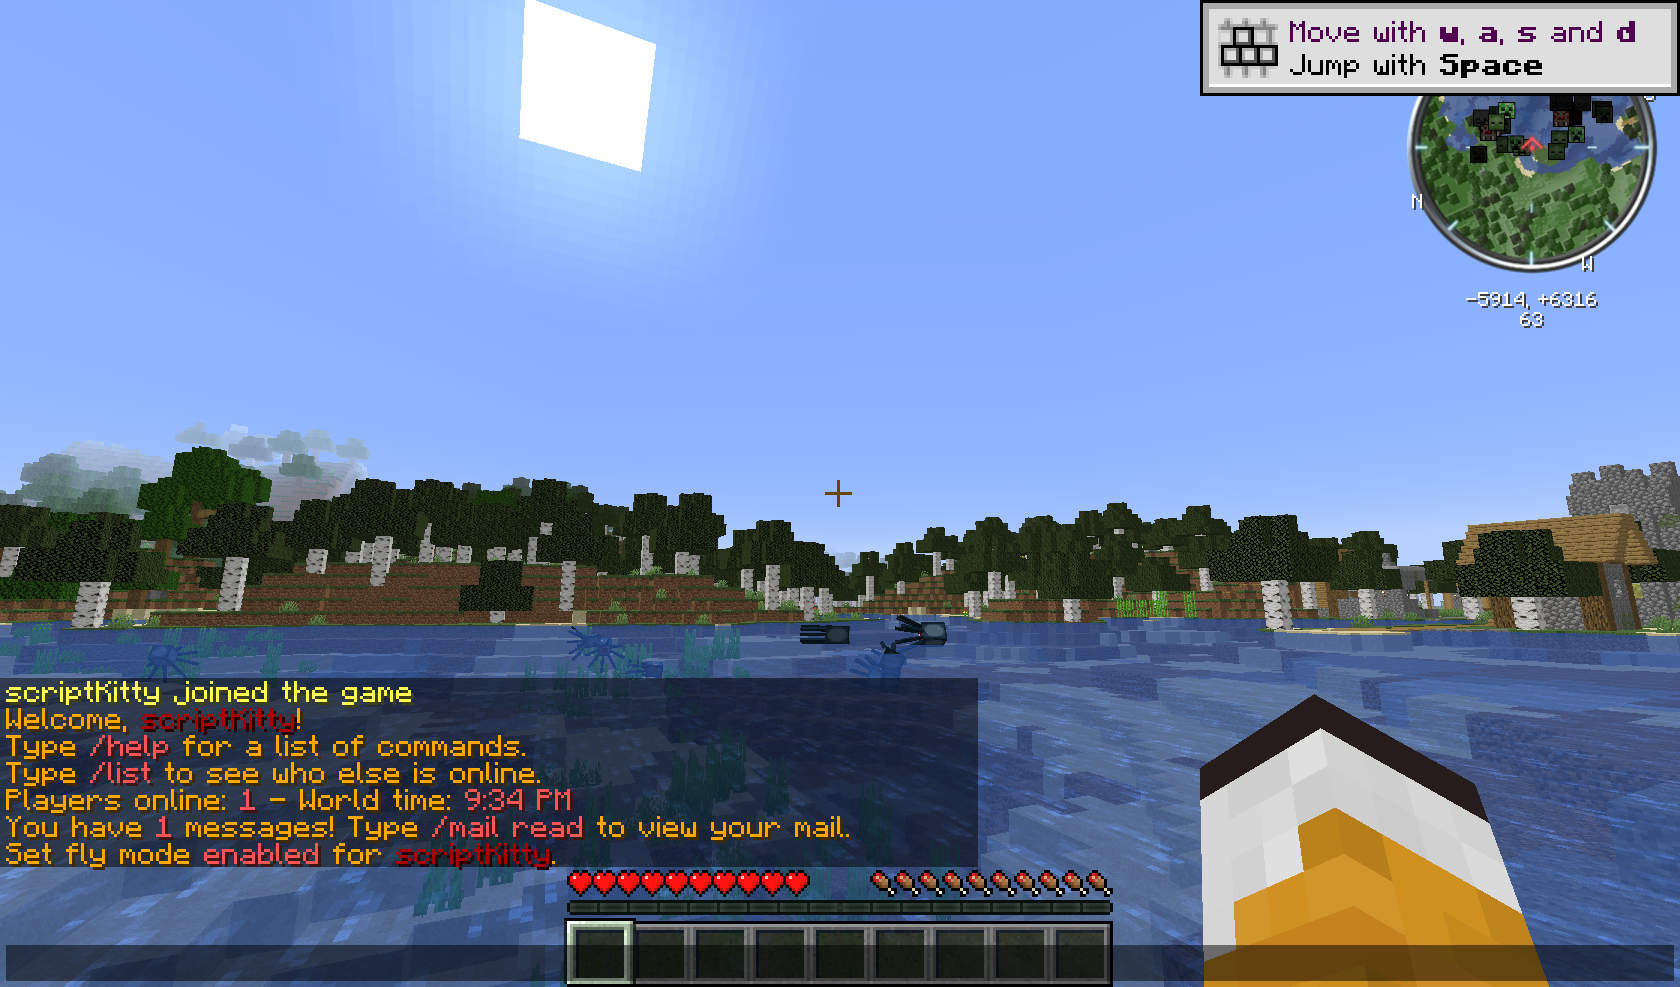 Move with w, a, s and d
Jump with Space
N
W
-5914, +6316
63
scriptKitty joined the game
Welcome, scriptKitty!
Type /help for a list of commands.
Type /list to see who else is online.
Players online: 1 - World time: 9:34 PM
You have 1 messages! Type /mail read to view your mail.
Set fly mode enabled for scriptKitty.